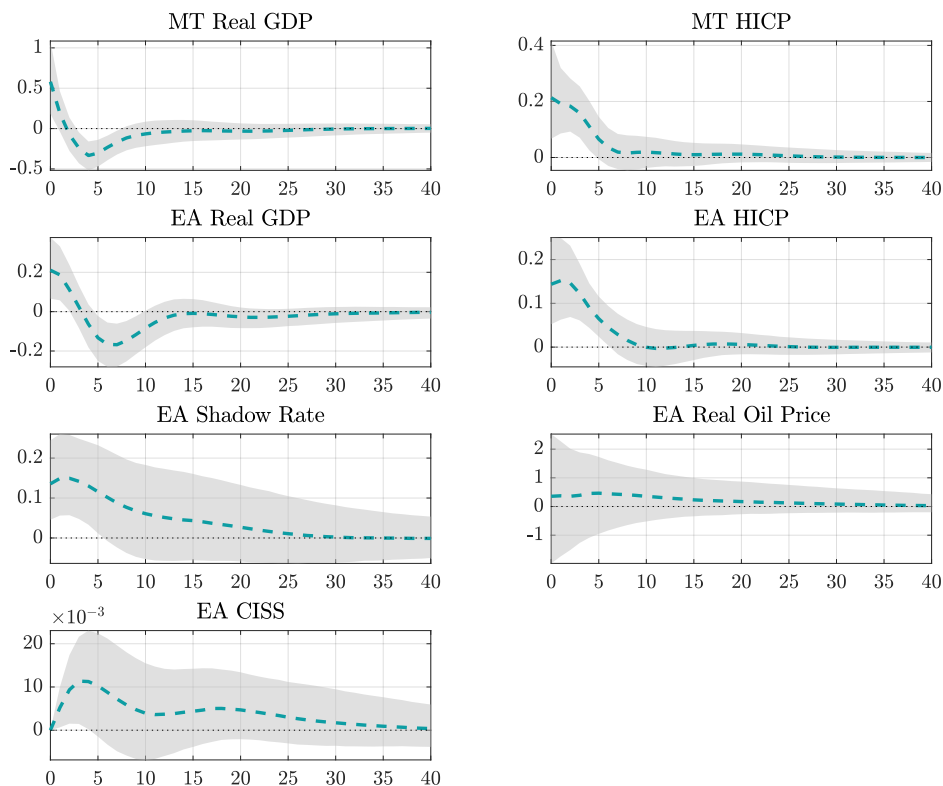 MT Real GDP
1
0.5
0
-0.5
0 5 10 15 20 25 30 35 40
MT HICP
0.4
0.2
0
0 5 10 15 20 25 30 35 40
EA Real GDP
0.2
0
-0.2
0 5 10 15 20 25 30 35 40
EA HICP
0.2
0.1
0
0 5 10 15 20 25 30 35 40
EA Shadow Rate
0.2
0.1
0
0 5 10 15 20 25 30 35 40
EA Real Oil Price
2
1
0
-1
0 5 10 15 20 25 30 35 40
EA CISS
×10⁻³
20
10
0
0 5 10 15 20 25 30 35 40